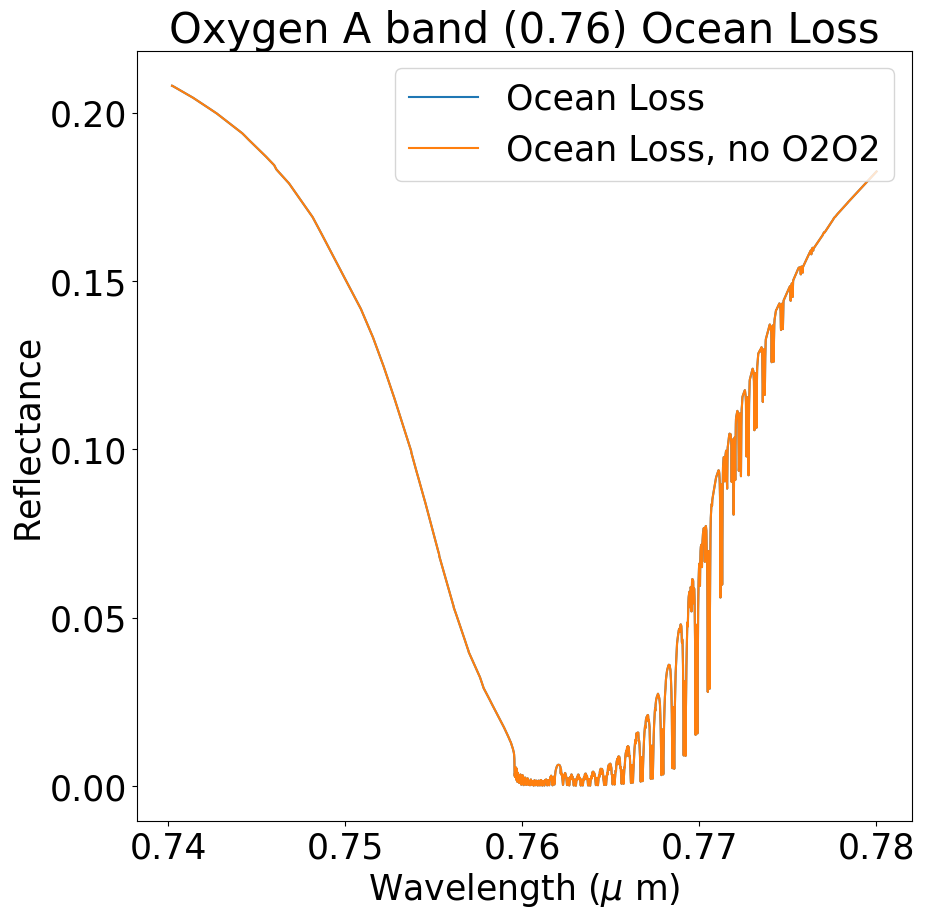 Oxygen A band (0.76) Ocean Loss
Ocean Loss
Ocean Loss, no O2O2
Reflectance
0.20
0.15
0.10
0.05
0.00
0.74 0.75 0.76 0.77 0.78
Wavelength (μ m)